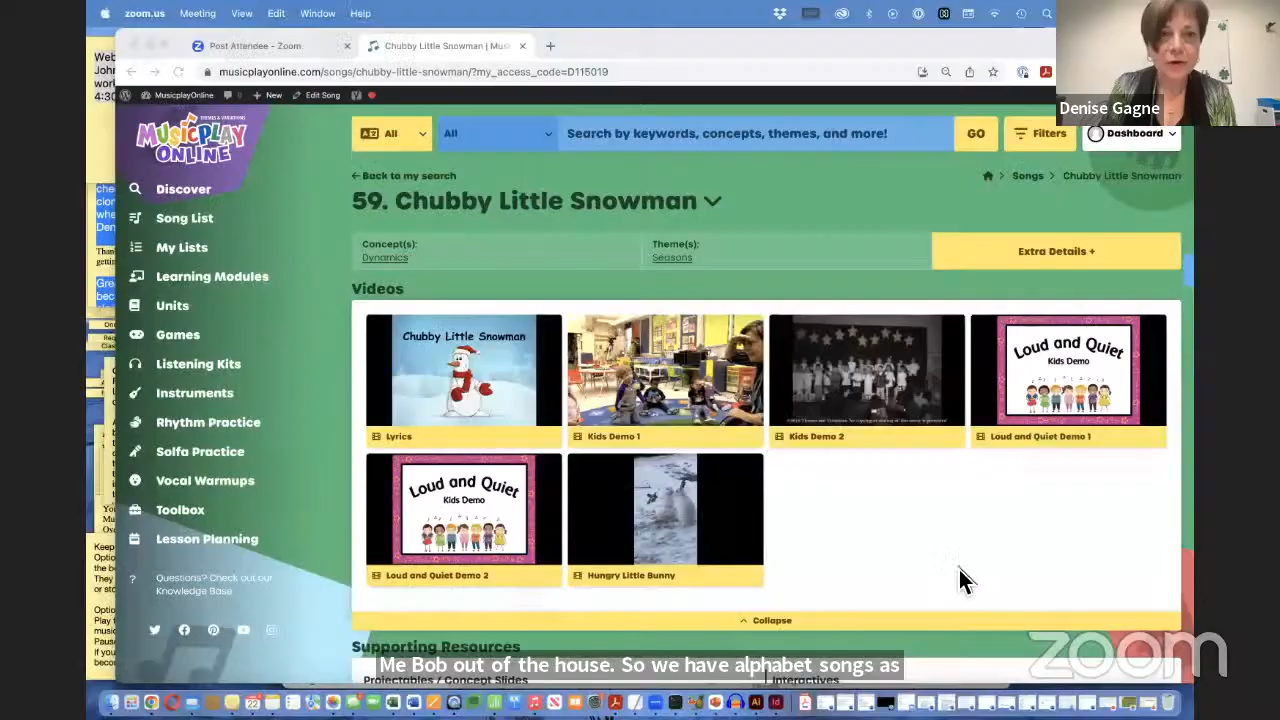 zoom.us Meeting View Edit Window Help
Post Attendee - Zoom
Chubby Little Snowman | Mus
musicplayonline.com/songs/chubby-little-snowman/?my_access_code=D115019
MusicplayOnline
New
Edit Song
Denise Gagne
THEMES & VARIATIONS
MUSICPLAY
ONLINE
All
All
Search by keywords, concepts, themes, and more!
GO
Filters
Dashboard
Discover
Song List
My Lists
Learning Modules
Units
Games
Listening Kits
Instruments
Rhythm Practice
Solfa Practice
Vocal Warmups
Toolbox
Lesson Planning
? Questions? Check out our
Knowledge Base
Back to my search
Songs > Chubby Little Snowman
59. Chubby Little Snowman
Concept(s):
Dynamics
Theme(s):
Seasons
Extra Details +
Videos
Chubby Little Snowman
Lyrics
Kids Demo 1
Kids Demo 2
Loud and Quiet
Kids Demo
Loud and Quiet Demo 1
Loud and Quiet
Kids Demo
Loud and Quiet Demo 2
Hungry Little Bunny
Collapse
Supporting Resources
Projectables / Concept Slides
Interactives
Me Bob out of the house. So we have alphabet songs as
zoom